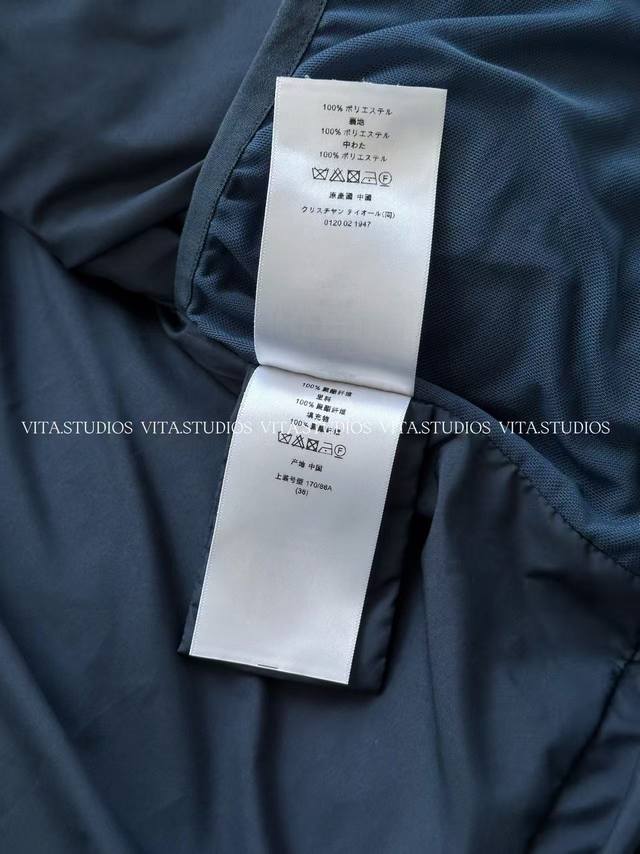 100% ポリエステル
裏地
100% ポリエステル
中わた
100% ポリエステル
原産國 中國
クリスチャン ディオール(同)
0120 02 1947
100% 聚酯纤维
里料
100% 聚酯纤维
填充物
100% 聚酯纤维
VITA.STUDIOS VITA.STUDIOS VITA.STUDIOS VITA.STUDIOS VITA.STUDIOS
产地 中国
上装号型 170/88A
(36)